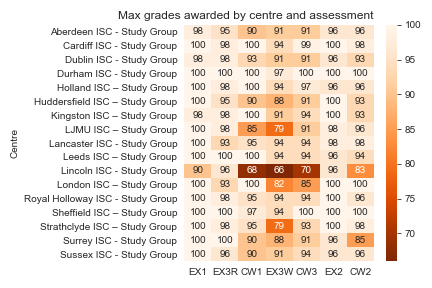 Max grades awarded by centre and assessment
Centre
Aberdeen ISC - Study Group 98 95 90 91 91 96 96
Cardiff ISC - Study Group 100 98 100 94 99 100 98
Dublin ISC - Study Group 98 98 93 91 91 96 93
Durham ISC - Study Group 100 100 100 97 100 100 100
Holland ISC – Study Group 100 98 100 94 97 96 96
Huddersfield ISC – Study Group 100 95 90 88 91 100 93
Kingston ISC – Study Group 98 98 100 91 94 100 93
LJMU ISC – Study Group 100 98 85 79 91 98 96
Lancaster ISC - Study Group 100 93 95 94 94 98 98
Leeds ISC – Study Group 100 100 100 94 94 96 94
Lincoln ISC - Study Group 90 96 68 66 70 96 83
London ISC – Study Group 100 93 100 82 85 100 100
Royal Holloway ISC - Study Group 100 98 95 94 94 100 96
Sheffield ISC – Study Group 100 100 97 94 100 100 100
Strathclyde ISC – Study Group 100 98 95 79 93 100 98
Surrey ISC - Study Group 100 100 90 88 91 100 85
Sussex ISC - Study Group 100 96 90 91 94 96 96
EX1 EX3R CW1 EX3W CW3 EX2 CW2
100
95
90
85
80
75
70